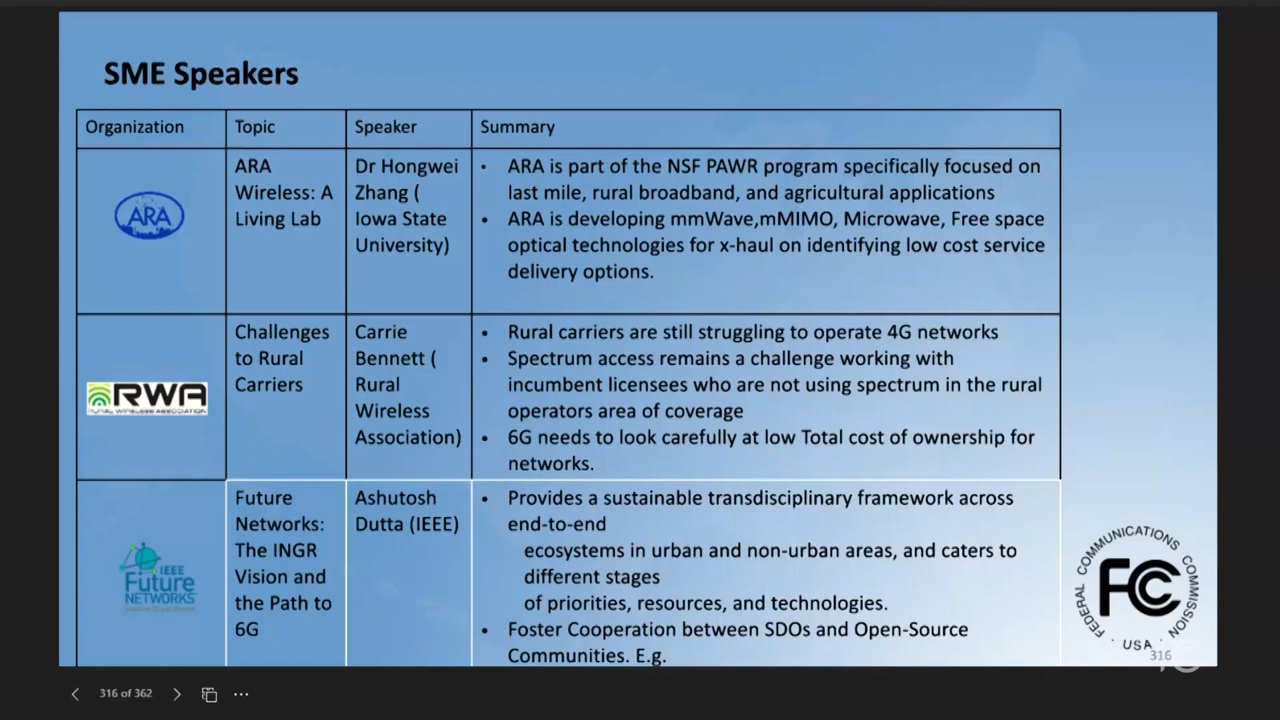 SME Speakers
Organization
Topic
Speaker
Summary
ARA
ARA
Wireless: A
Living Lab
Dr Hongwei
Zhang (
Iowa State
University)
• ARA is part of the NSF PAWR program specifically focused on
last mile, rural broadband, and agricultural applications
• ARA is developing mmWave,mMIMO, Microwave, Free space
optical technologies for x-haul on identifying low cost service
delivery options.
RWA
RURAL WIRELESS ASSOCIATION
Challenges
to Rural
Carriers
Carrie
Bennett (
Rural
Wireless
Association)
• Rural carriers are still struggling to operate 4G networks
• Spectrum access remains a challenge working with
incumbent licensees who are not using spectrum in the rural
operators area of coverage
• 6G needs to look carefully at low Total cost of ownership for
networks.
IEEE
Future
NETWORKS
Future
Networks:
The INGR
Vision and
the Path to
6G
Ashutosh
Dutta (IEEE)
• Provides a sustainable transdisciplinary framework across
end-to-end
ecosystems in urban and non-urban areas, and caters to
different stages
of priorities, resources, and technologies.
• Foster Cooperation between SDOs and Open-Source
Communities. E.g.
FEDERAL COMMUNICATIONS COMMISSION
FCC
· USA ·
316
316 of 362